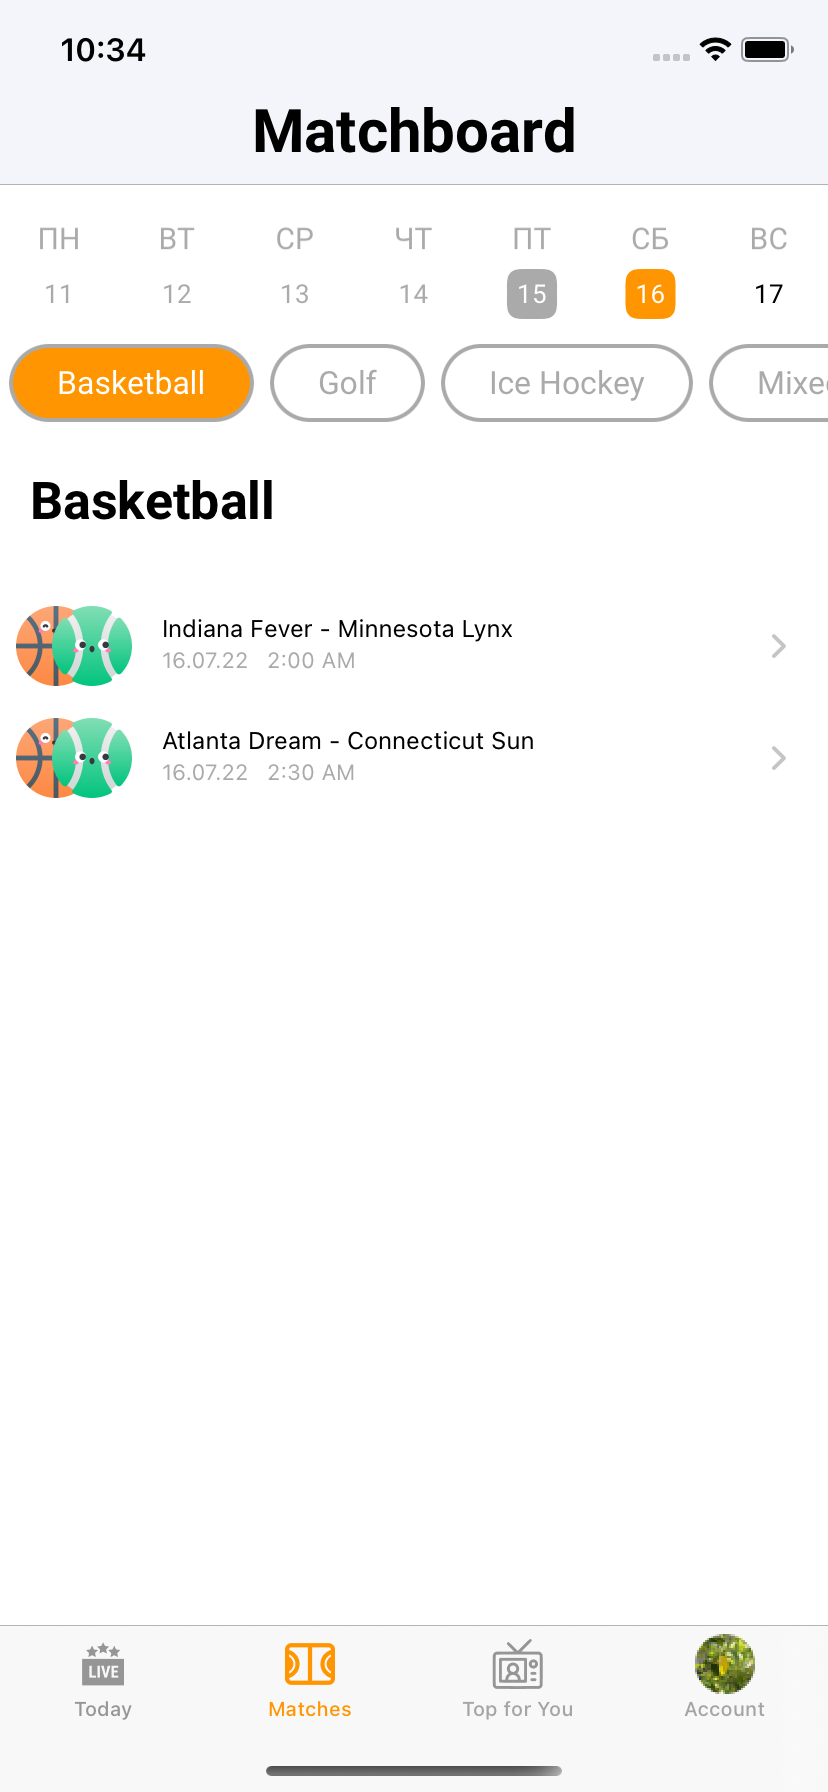 10:34
Matchboard
ПН ВТ СР ЧТ ПТ СБ ВС
11 12 13 14 15 16 17
Basketball Golf Ice Hockey Mixe
Basketball
Indiana Fever - Minnesota Lynx
16.07.22 2:00 AM
Atlanta Dream - Connecticut Sun
16.07.22 2:30 AM
LIVE
Today Matches Top for You Account